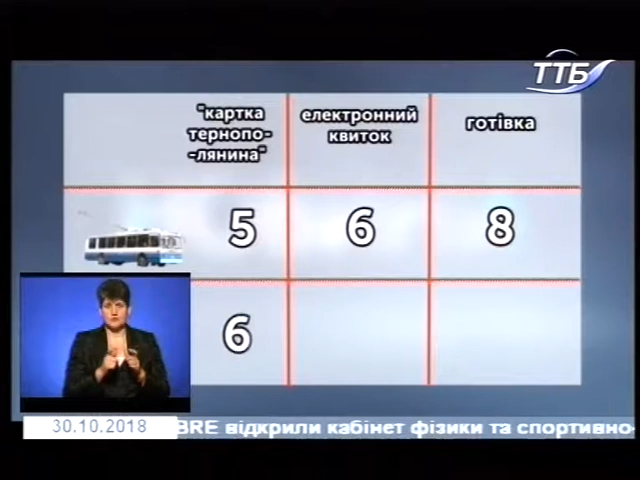 ТТБ
"картка
тернопо-
-лянина"
електронний
квиток
готівка
5
6
8
6
30.10.2018
BRE відкрили кабінет фізики та спортивно-